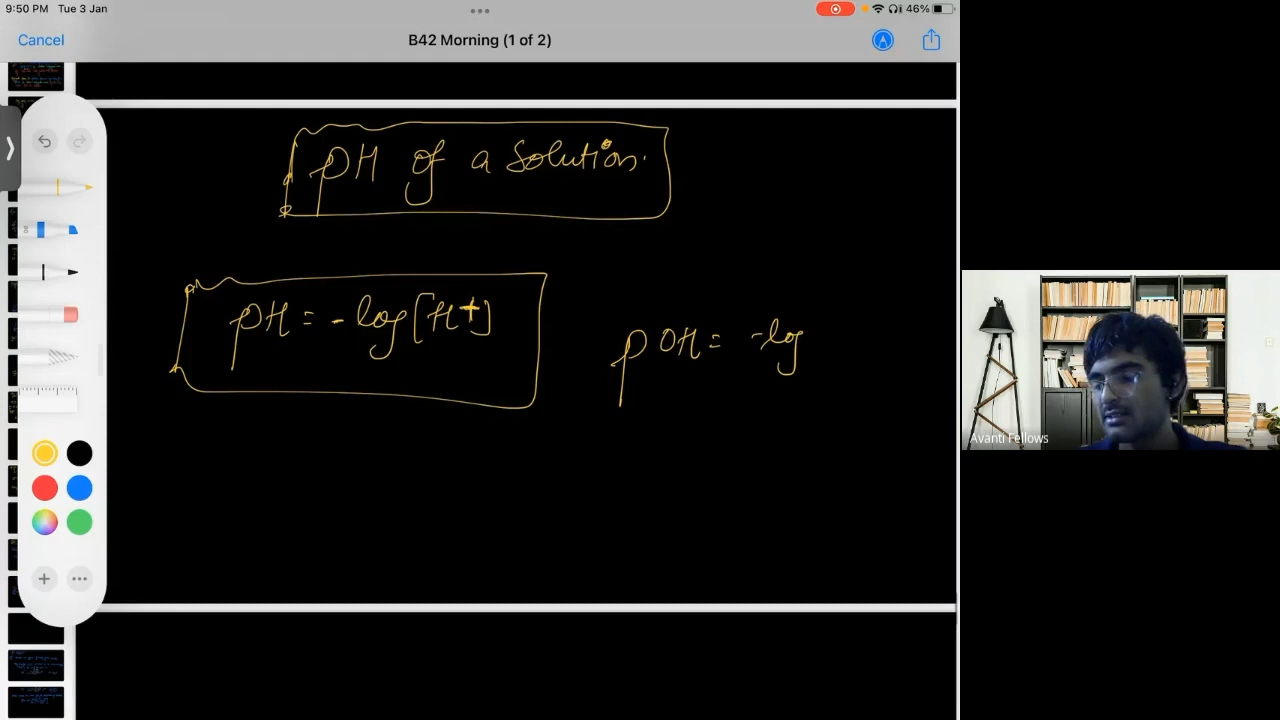 9:50 PM Tue 3 Jan
46%
Cancel
B42 Morning (1 of 2)
pH of a Solution.
pH = -log[H+]
pOH = -log
Avanti Fellows